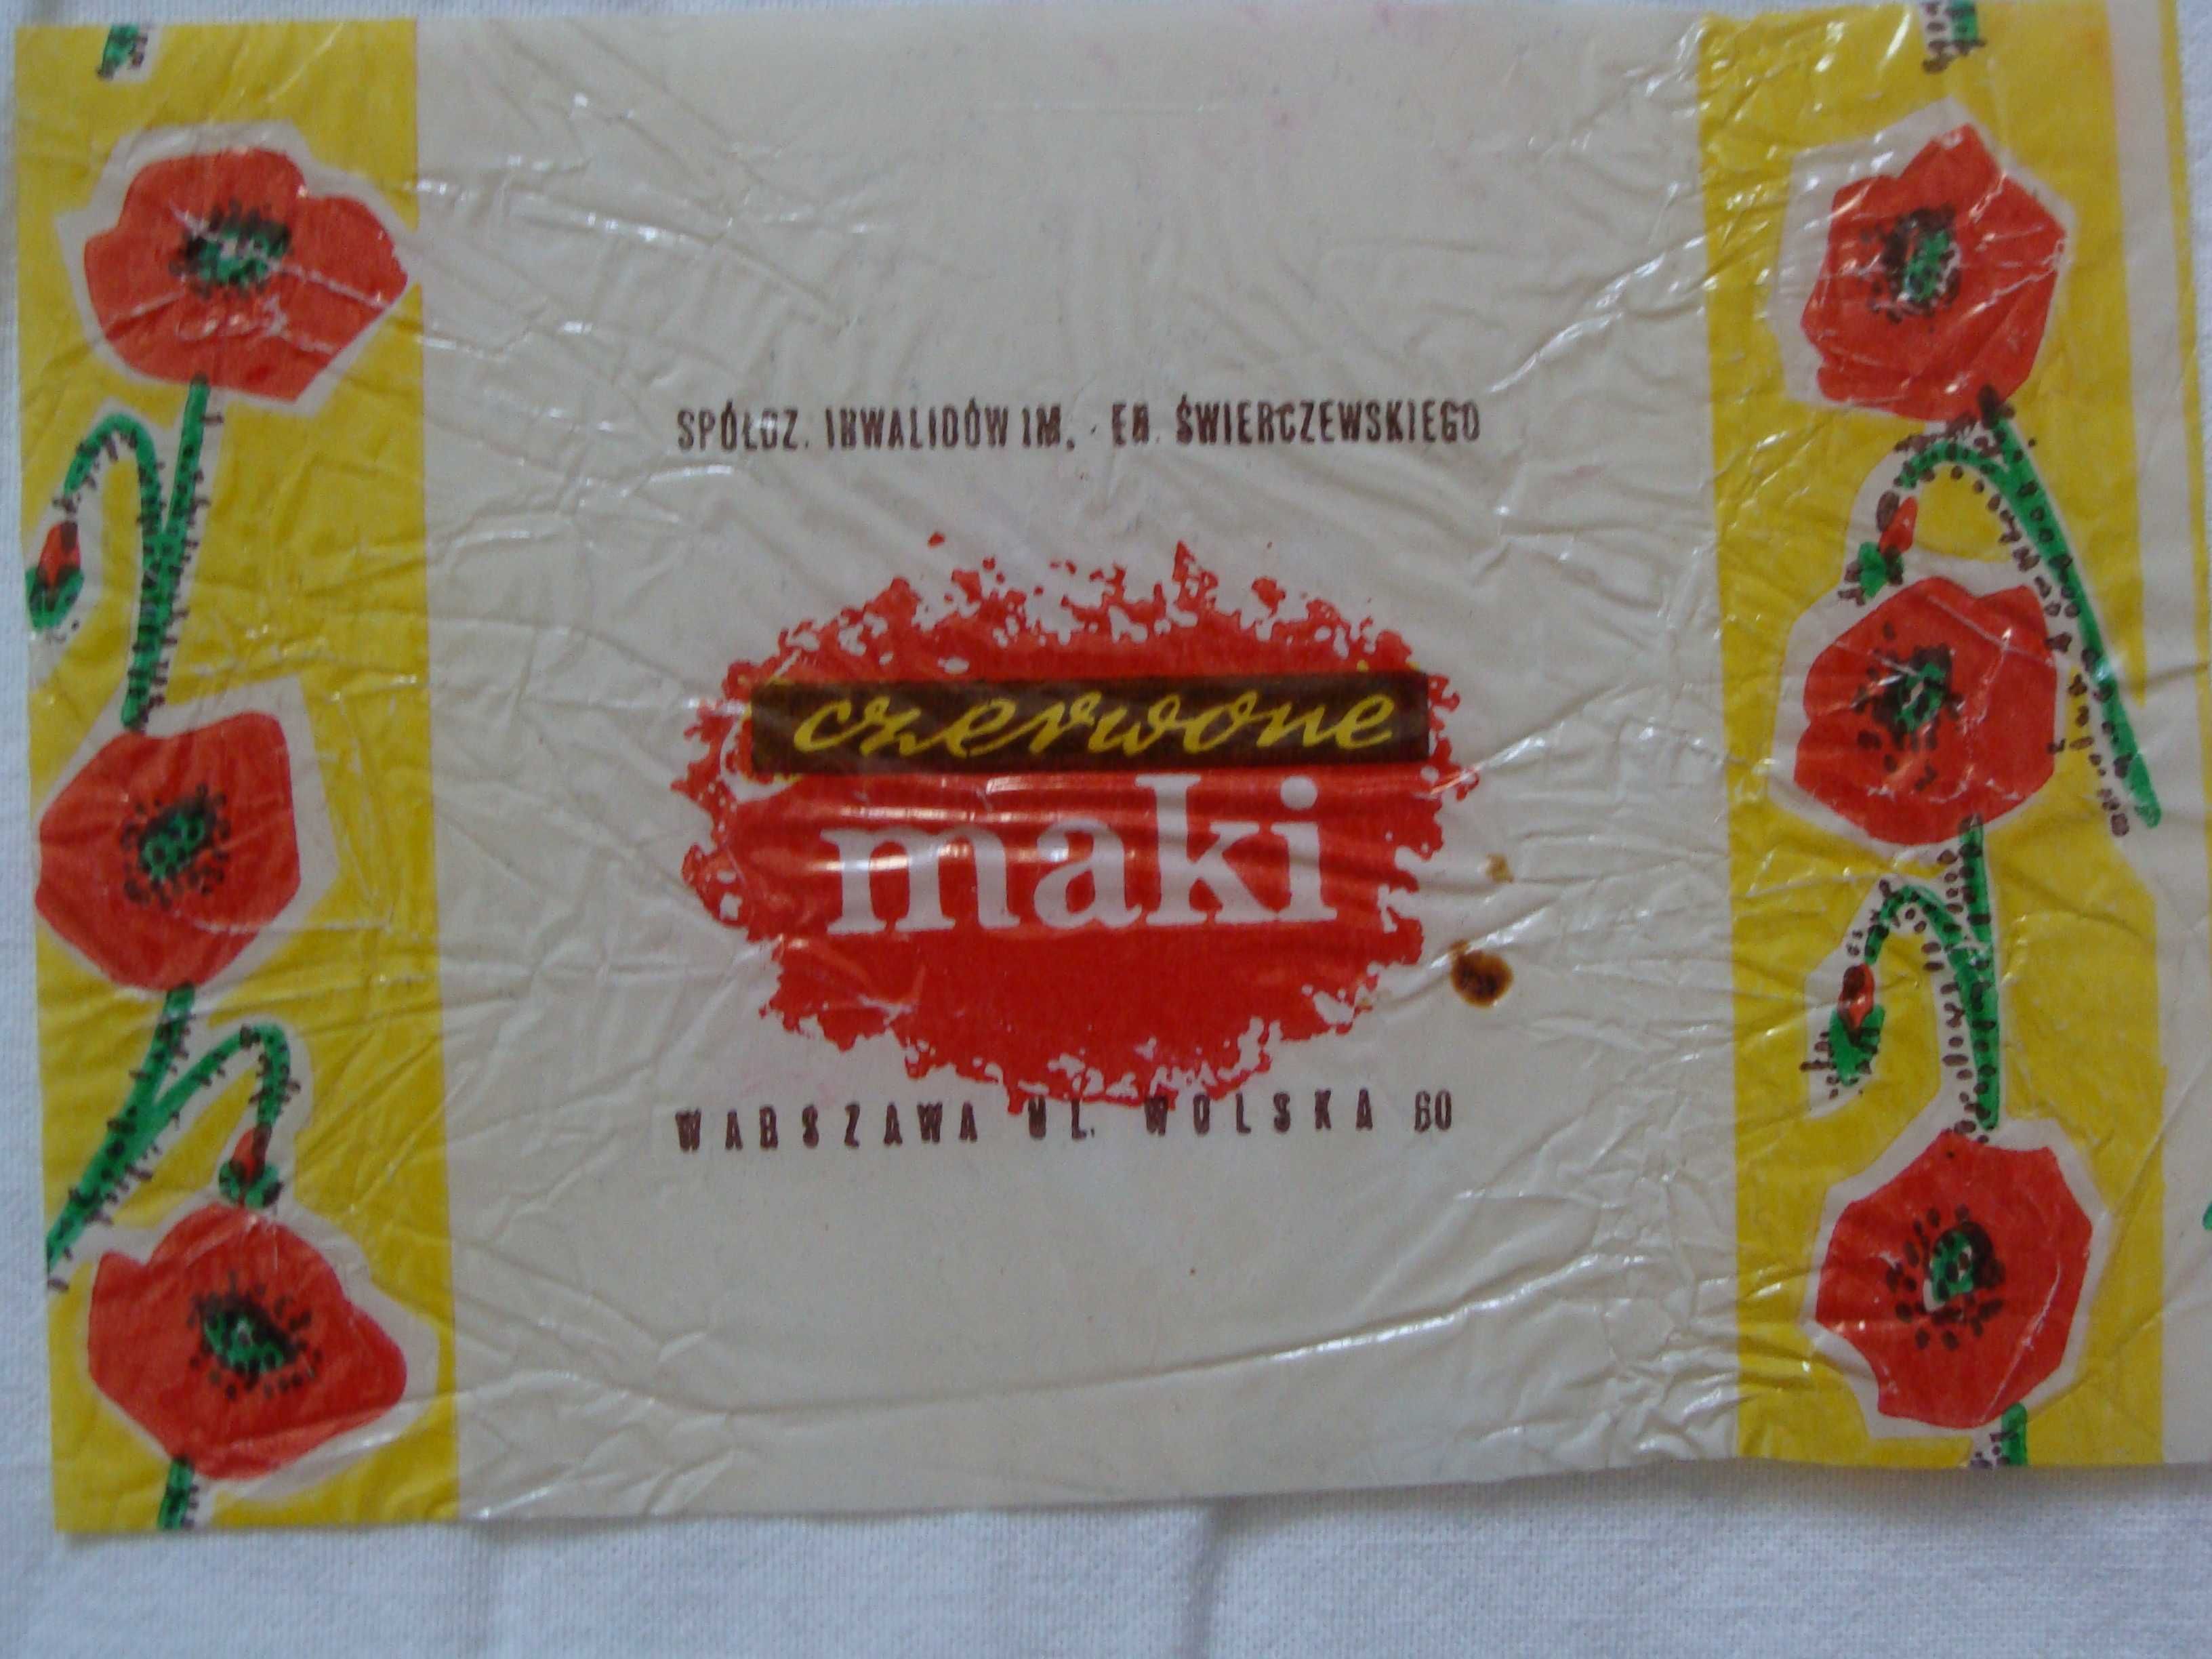 SPÓŁDZ. INWALIDÓW IM. GEN. ŚWIERCZEWSKIEGO
czerwone
maki
WARSZAWA UL. WOLSKA 60